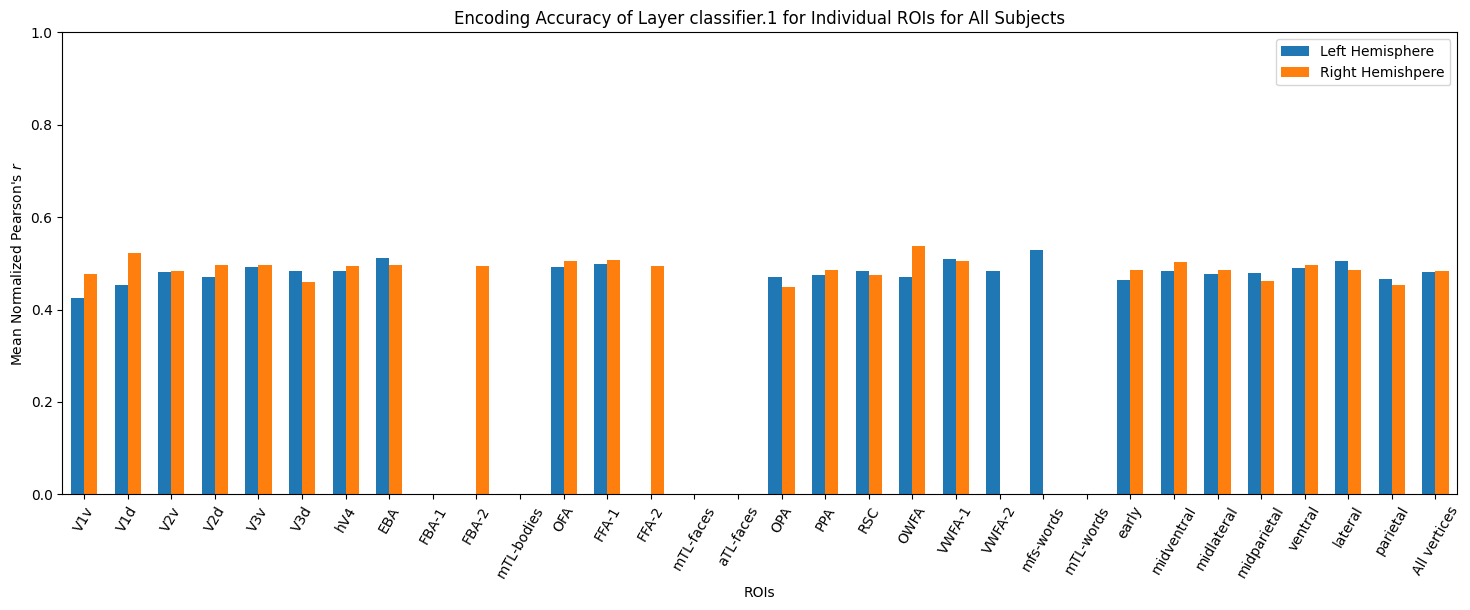 Encoding Accuracy of Layer classifier.1 for Individual ROIs for All Subjects
Left Hemisphere
Right Hemishpere
Mean Normalized Pearson's r
1.0
0.8
0.6
0.4
0.2
0.0
V1v
V1d
V2v
V2d
V3v
V3d
hV4
EBA
FBA-1
FBA-2
mTL-bodies
OFA
FFA-1
FFA-2
mTL-faces
aTL-faces
OPA
PPA
RSC
OWFA
VWFA-1
VWFA-2
mfs-words
mTL-words
early
midventral
midlateral
midparietal
ventral
lateral
parietal
All vertices
ROIs